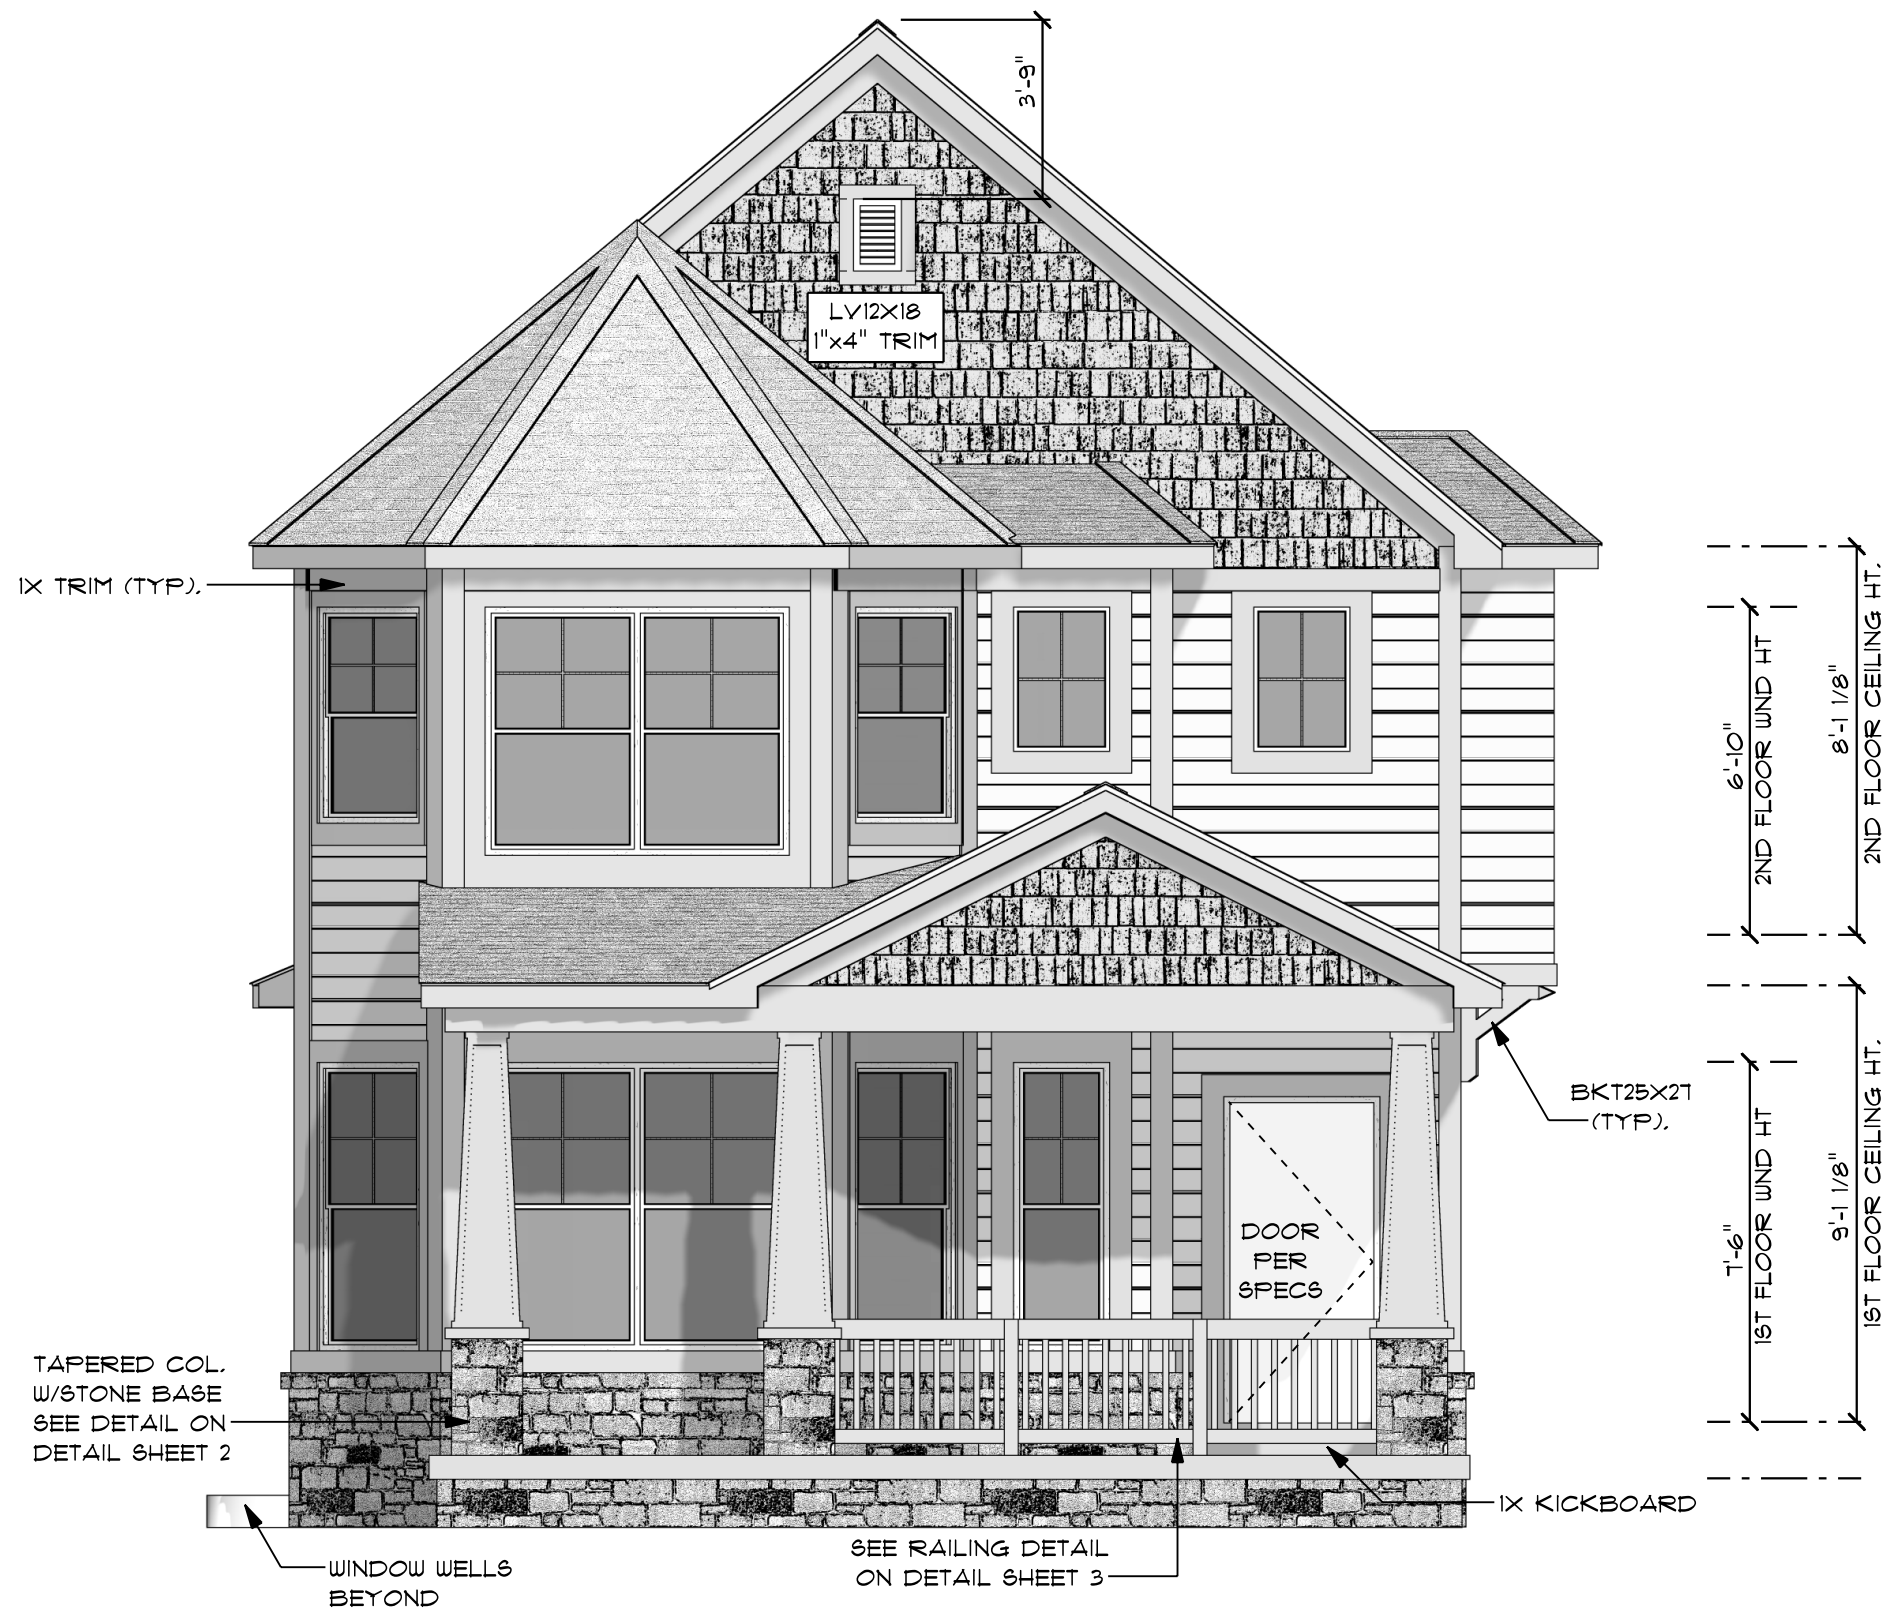 3'-9"
LV12X18
1"x4" TRIM
1X TRIM (TYP).
6'-10"
2ND FLOOR WND HT
8'-1 1/8"
2ND FLOOR CEILING HT.
BKT25X27
(TYP).
7'-6"
1ST FLOOR WND HT
9'-1 1/8"
1ST FLOOR CEILING HT.
DOOR
PER
SPECS
TAPERED COL.
W/STONE BASE
SEE DETAIL ON
DETAIL SHEET 2
1X KICKBOARD
SEE RAILING DETAIL
ON DETAIL SHEET 3
WINDOW WELLS
BEYOND